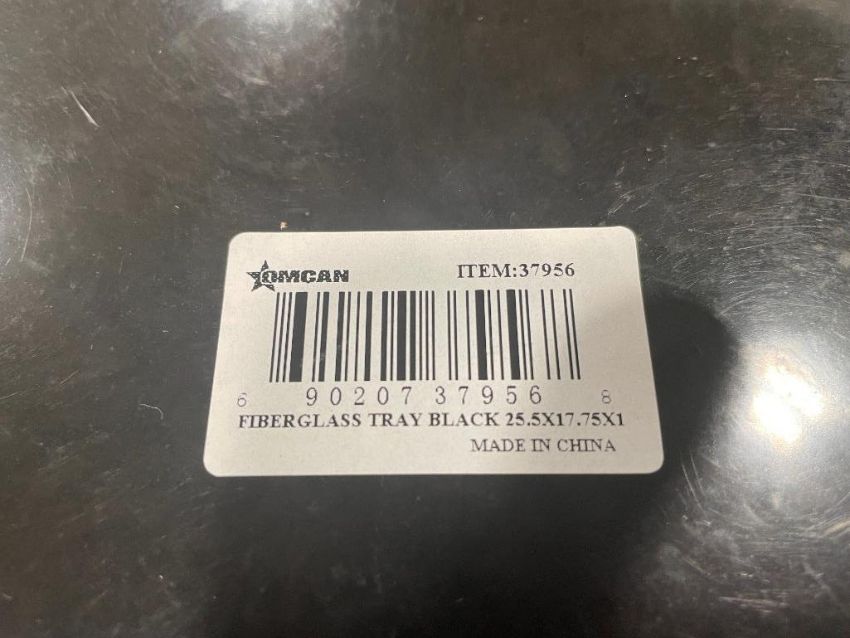 OMCAN ITEM:37956
6 90207 37956 8
FIBERGLASS TRAY BLACK 25.5X17.75X1
MADE IN CHINA